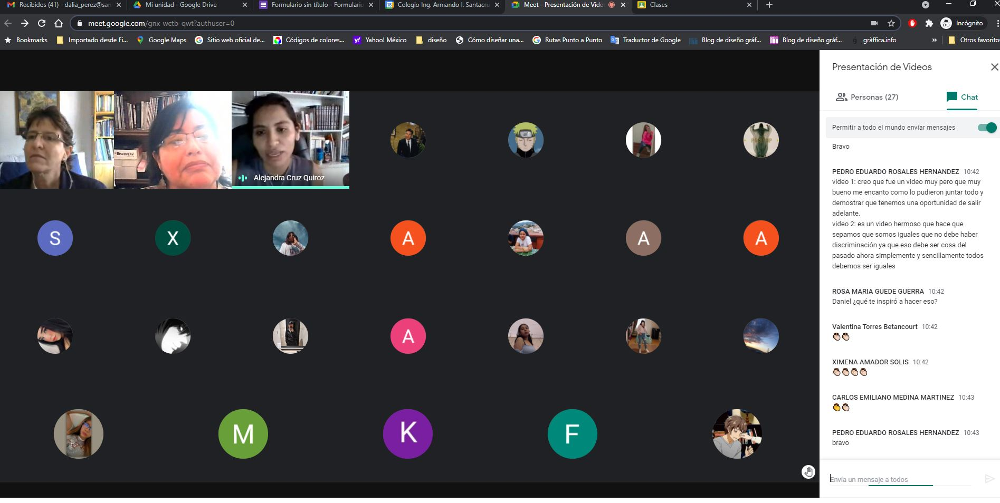 Recibidos (41) - dalia_perez@san
Mi unidad - Google Drive
Formulario sin título - Formulario
Colegio Ing. Armando I. Santacru
Meet - Presentación de Vide
Clases
meet.google.com/gnx-wctb-qwt?authuser=0
Incógnito
Bookmarks
Importado desde Fi...
Google Maps
Sitio web oficial de...
Códigos de colores...
Yahoo! México
diseño
Cómo diseñar una...
Rutas Punto a Punto
Traductor de Google
Blog de diseño gráf...
Blog de diseño gráf...
gràffica.info
»
Otros favoritos
DISCOVERY
Alejandra Cruz Quiroz
POST UP
S
X
A
A
A
A
M
K
F
Presentación de Videos
Personas (27)
Chat
Permitir a todo el mundo enviar mensajes
Bravo
PEDRO EDUARDO ROSALES HERNANDEZ 10:42
video 1: creo que fue un video muy pero que muy
bueno me encanto como lo pudieron juntar todo y
demostrar que tenemos una oportunidad de salir
adelante.
video 2: es un video hermoso que hace que
sepamos que somos iguales que no debe haber
discriminación ya que eso debe ser cosa del
pasado ahora simplemente y sencillamente todos
debemos ser iguales
ROSA MARIA GUEDE GUERRA 10:42
Daniel ¿qué te inspiró a hacer eso?
Valentina Torres Betancourt 10:42
👏🏻👏🏻
XIMENA AMADOR SOLIS 10:42
👏🏻👏🏻👏🏻👏🏻
CARLOS EMILIANO MEDINA MARTINEZ 10:43
👏👏🏻
PEDRO EDUARDO ROSALES HERNANDEZ 10:43
bravo
Envía un mensaje a todos